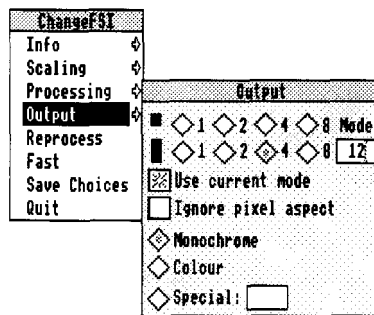 ChangeFSI
Info
Scaling
Processing
Output
Reprocess
Fast
Save Choices
Quit
Output
1 2 4 8 Mode
1 2 4 8 12
Use current mode
Ignore pixel aspect
Monochrome
Colour
Special: